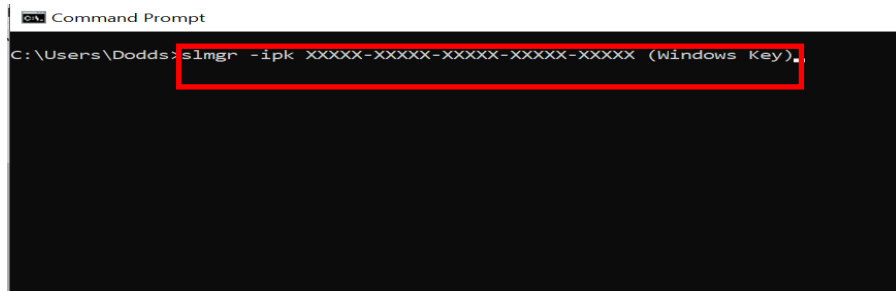 Command Prompt
C:\Users\Dodds>slmgr -ipk XXXXX-XXXXX-XXXXX-XXXXX-XXXXX (Windows Key)